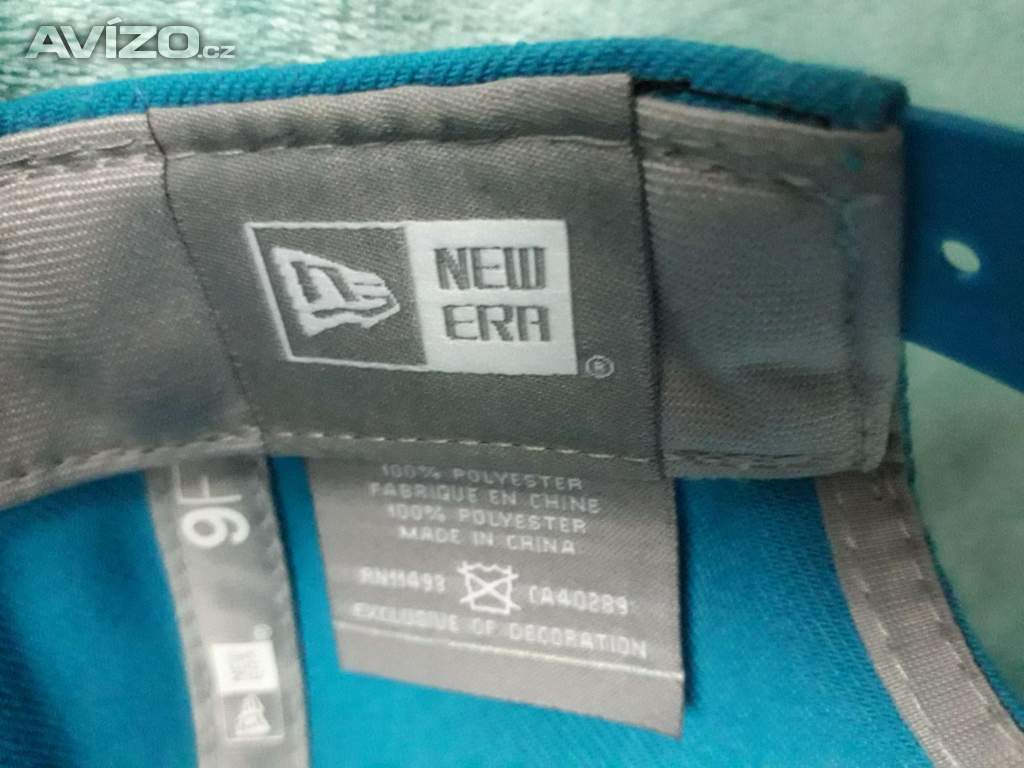 AVÍZO.cz
NEW
ERA
®
100% POLYESTER
FABRIQUE EN CHINE
100% POLYESTER
MADE IN CHINA
RN11493 CA40289
EXCLUSIVE OF DECORATION
9F